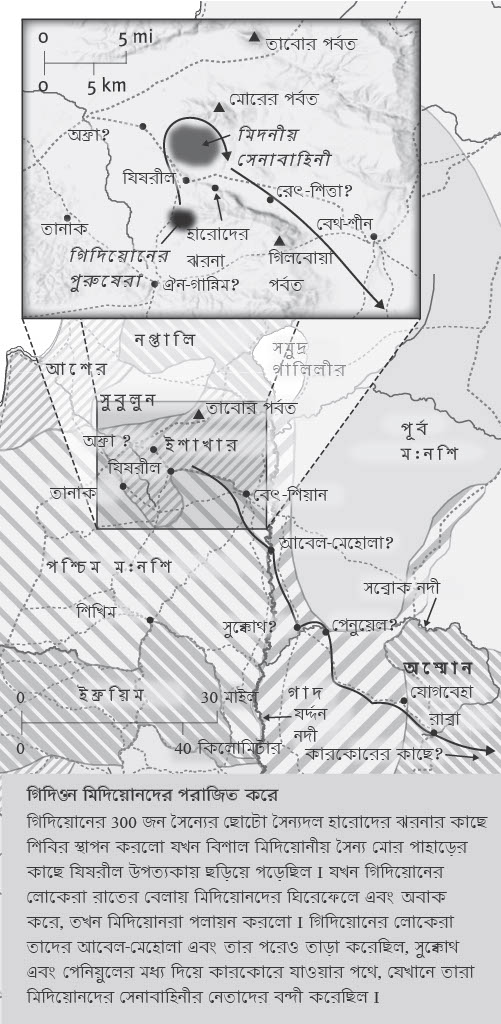 0 5 mi
0 5 km
তাবোর পর্বত
মোরের পর্বত
অফ্রা?
মিদনীয়
সেনাবাহিনী
যিষরীল
বেৎ-শিত্তা?
তানাক
হারোদের
ঝরনা
বেথ-শীন
গিদিয়োনের
পুরুষেরা
গিলবোয়া
পর্বত
ঐন-গান্নিম?
নপ্তালি
সমুদ্র
গালিলীর
আশের
সুবুলুন
তাবোর পর্বত
অফ্রা ?
ইশাখার
যিষরীল
তানাক
বেৎ-শিয়ান
পূর্ব
ম:নশি
আবেল-মেহোলা?
পশ্চিম ম:নশি
সব্বোক নদী
শিখিম
সুক্কোথ?
পেনুয়েল?
অম্মোন
ইফ্রয়িম
0 30 মাইল
গাদ
যোগবেহা
যর্দ্দন
নদী
রাব্বা
0 40 কিলোমিটার
কারকোরের কাছে?
গিদিওন মিদিয়োনদের পরাজিত করে
গিদিয়োনের 300 জন সৈন্যের ছোটো সৈন্যদল হারোদের ঝরনার কাছে
শিবির স্থাপন করলো যখন বিশাল মিদিয়োনীয় সৈন্য মোর পাহাড়ের
কাছে যিষরীল উপত্যকায় ছড়িয়ে পড়েছিল I যখন গিদিয়োনের
লোকেরা রাতের বেলায় মিদিয়োনদের ঘিরেফেলে এবং অবাক
করে, তখন মিদিয়োনরা পলায়ন করলো I গিদিয়োনের লোকেরা
তাদের আবেল-মেহোলা এবং তার পরেও তাড়া করেছিল, সুক্কোথ
এবং পেনিয়ুলের মধ্য দিয়ে কারকোরে যাওয়ার পথে, যেখানে তারা
মিদিয়োনদের সেনাবাহিনীর নেতাদের বন্দী করেছিল I